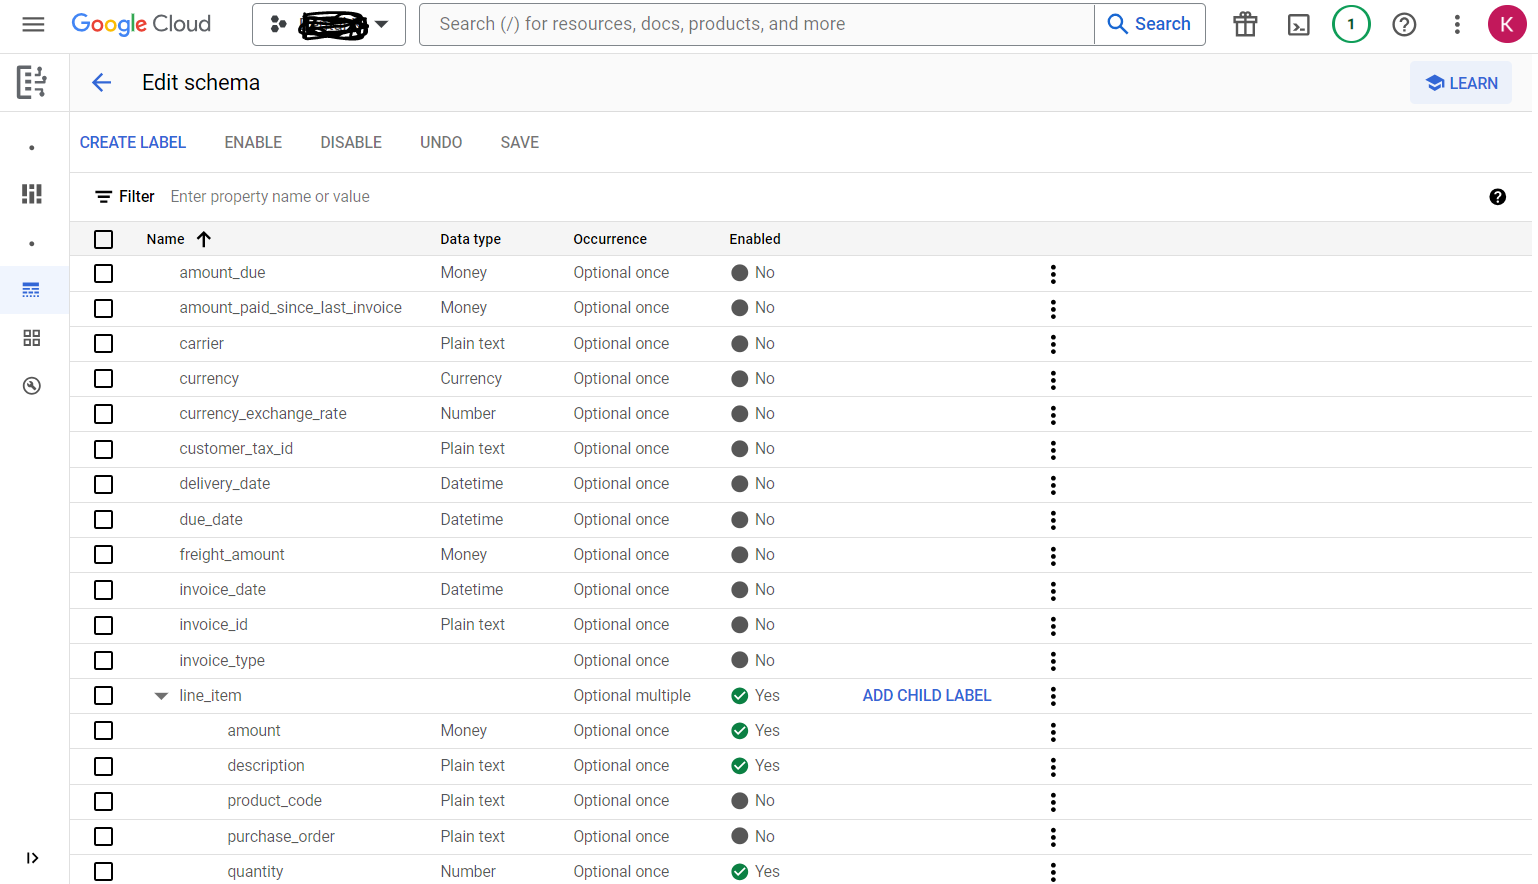 Google Cloud
Search (/) for resources, docs, products, and more
Search
1
K
Edit schema
LEARN
CREATE LABEL ENABLE DISABLE UNDO SAVE
Filter Enter property name or value
Name Data type Occurrence Enabled
amount_due Money Optional once No
amount_paid_since_last_invoice Money Optional once No
carrier Plain text Optional once No
currency Currency Optional once No
currency_exchange_rate Number Optional once No
customer_tax_id Plain text Optional once No
delivery_date Datetime Optional once No
due_date Datetime Optional once No
freight_amount Money Optional once No
invoice_date Datetime Optional once No
invoice_id Plain text Optional once No
invoice_type Optional once No
line_item Optional multiple Yes ADD CHILD LABEL
amount Money Optional once Yes
description Plain text Optional once Yes
product_code Plain text Optional once No
purchase_order Plain text Optional once No
quantity Number Optional once Yes